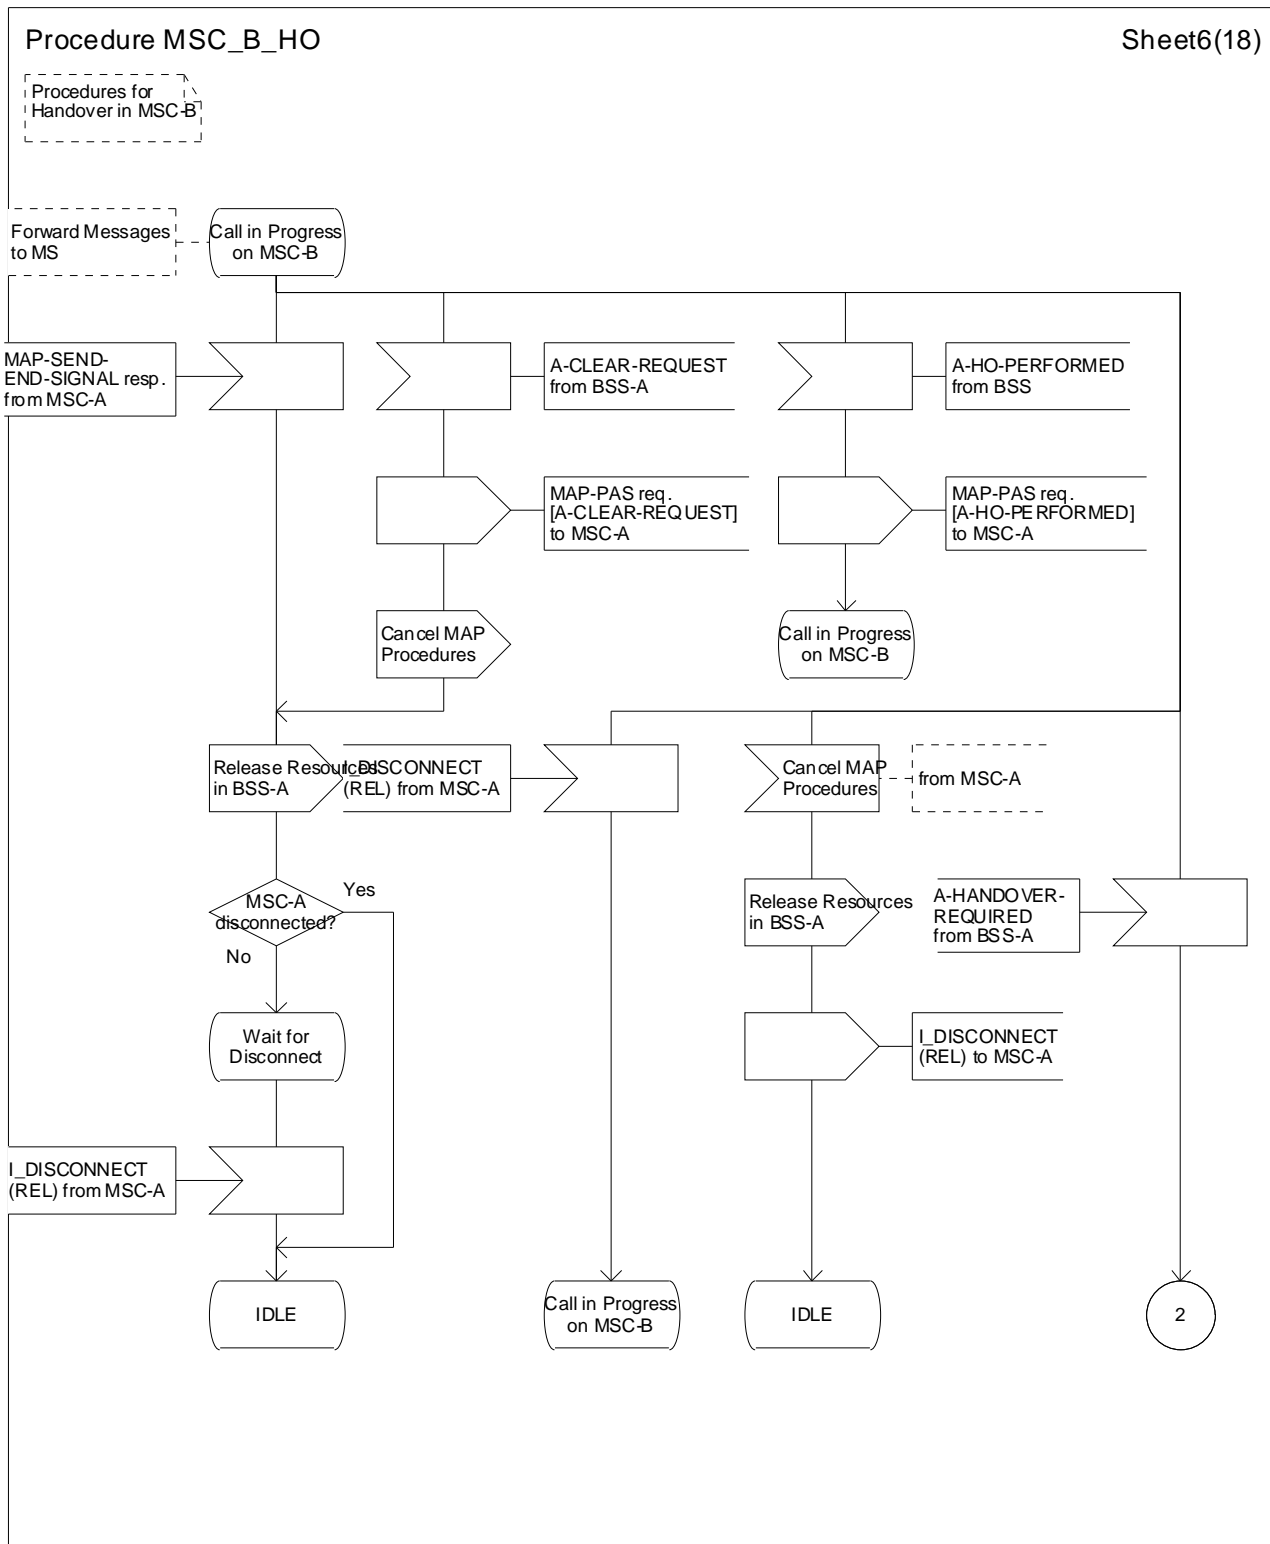 Procedure MSC_B_HO
Sheet6(18)
Procedures for
Handover in MSC-B
Forward Messages
to MS
Call in Progress
on MSC-B
MAP-SEND-
END-SIGNAL resp.
from MSC-A
A-CLEAR-REQUEST
from BSS-A
A-HO-PERFORMED
from BSS
MAP-PAS req.
[A-CLEAR-REQUEST]
to MSC-A
MAP-PAS req.
[A-HO-PERFORMED]
to MSC-A
Cancel MAP
Procedures
Call in Progress
on MSC-B
Release Resources
in BSS-A
I_DISCONNECT
(REL) from MSC-A
Cancel MAP
Procedures
from MSC-A
MSC-A
disconnected?
Yes
No
Release Resources
in BSS-A
A-HANDOVER-
REQUIRED
from BSS-A
Wait for
Disconnect
I_DISCONNECT
(REL) to MSC-A
I_DISCONNECT
(REL) from MSC-A
IDLE
Call in Progress
on MSC-B
IDLE
2